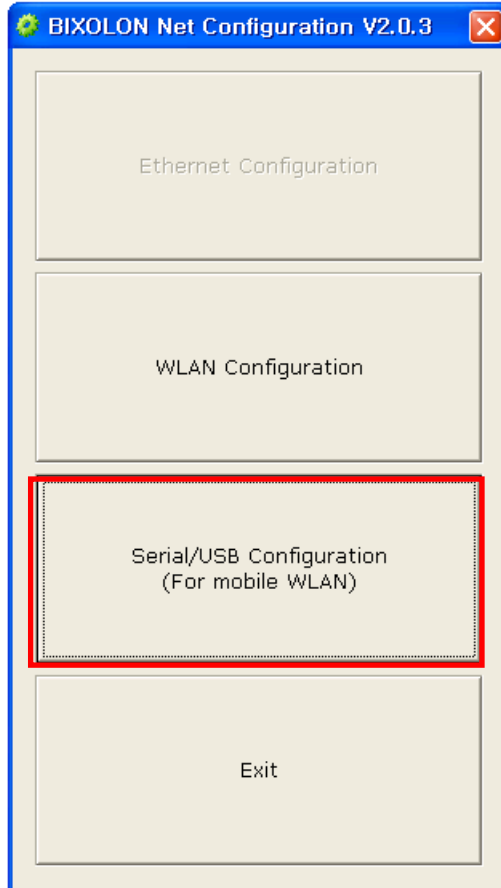 BIXOLON Net Configuration V2.0.3
Ethernet Configuration
WLAN Configuration
Serial/USB Configuration
(For mobile WLAN)
Exit